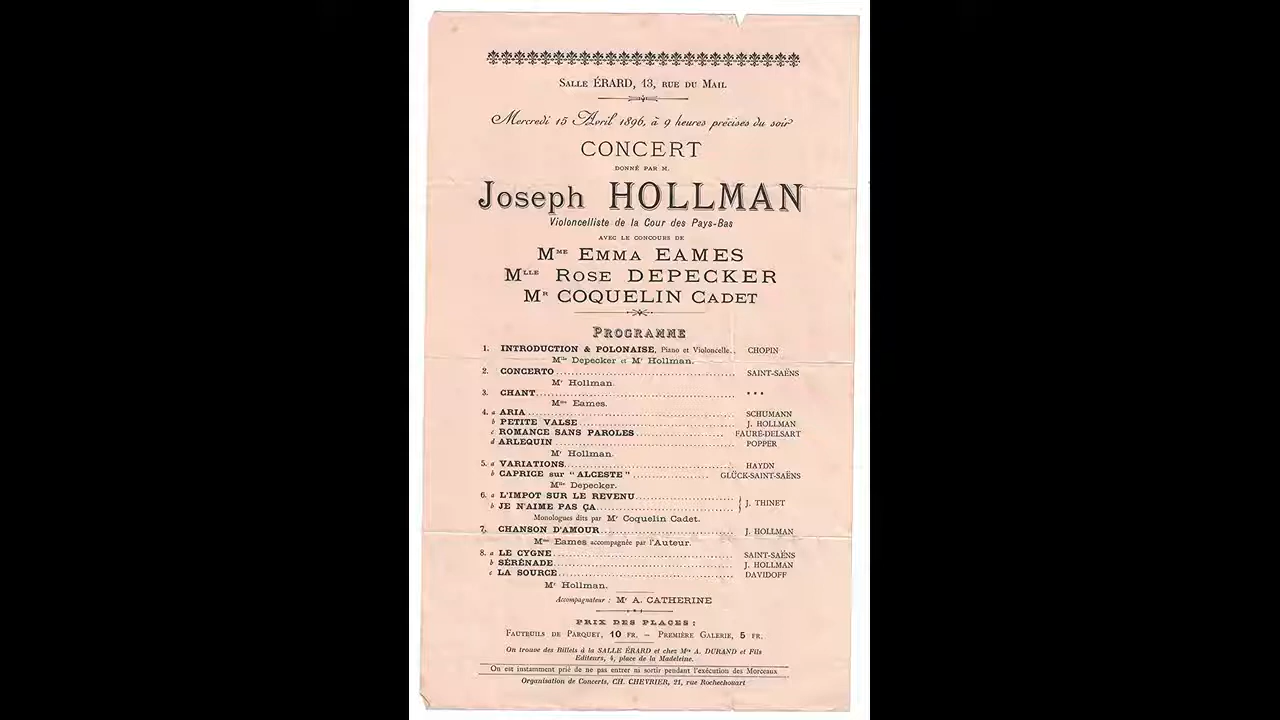 SALLE ÉRARD, 13, RUE DU MAIL
Mercredi 15 Avril 1896, à 9 heures précises du soir
CONCERT
DONNÉ PAR M.
Joseph HOLLMAN
Violoncelliste de la Cour des Pays-Bas
AVEC LE CONCOURS DE
MME EMMA EAMES
MLLE ROSE DEPECKER
MR COQUELIN CADET
PROGRAMME
1. INTRODUCTION & POLONAISE, Piano et Violoncelle.. CHOPIN
Mlle Depecker et Mr Hollman.
2. CONCERTO SAINT-SAËNS
Mr Hollman.
3. CHANT ***
Mme Eames.
4. a ARIA SCHUMANN
b PETITE VALSE J. HOLLMAN
c ROMANCE SANS PAROLES FAURÉ-DELSART
d ARLEQUIN POPPER
Mr Hollman.
5. a VARIATIONS HAYDN
b CAPRICE sur "ALCESTE" GLÜCK-SAINT-SAËNS
Mlle Depecker.
6. a L'IMPOT SUR LE REVENU
b JE N'AIME PAS ÇA J. THINET
Monologues dits par Mr Coquelin Cadet.
7. CHANSON D'AMOUR J. HOLLMAN
Mme Eames accompagnée par l'Auteur.
8. a LE CYGNE SAINT-SAËNS
b SÉRÉNADE J. HOLLMAN
c LA SOURCE DAVIDOFF
Mr Hollman.
Accompagnateur : Mr A. CATHERINE
PRIX DES PLACES :
FAUTEUILS DE PARQUET, 10 FR. — PREMIÈRE GALERIE, 5 FR.
On trouve des Billets à la SALLE ÉRARD et chez Mrs A. DURAND et Fils
Editeurs, 4, place de la Madeleine.
On est instamment prié de ne pas entrer ni sortir pendant l'exécution des Morceaux
Organisation de Concerts, CH. CHEVRIER, 21, rue Rochechouart